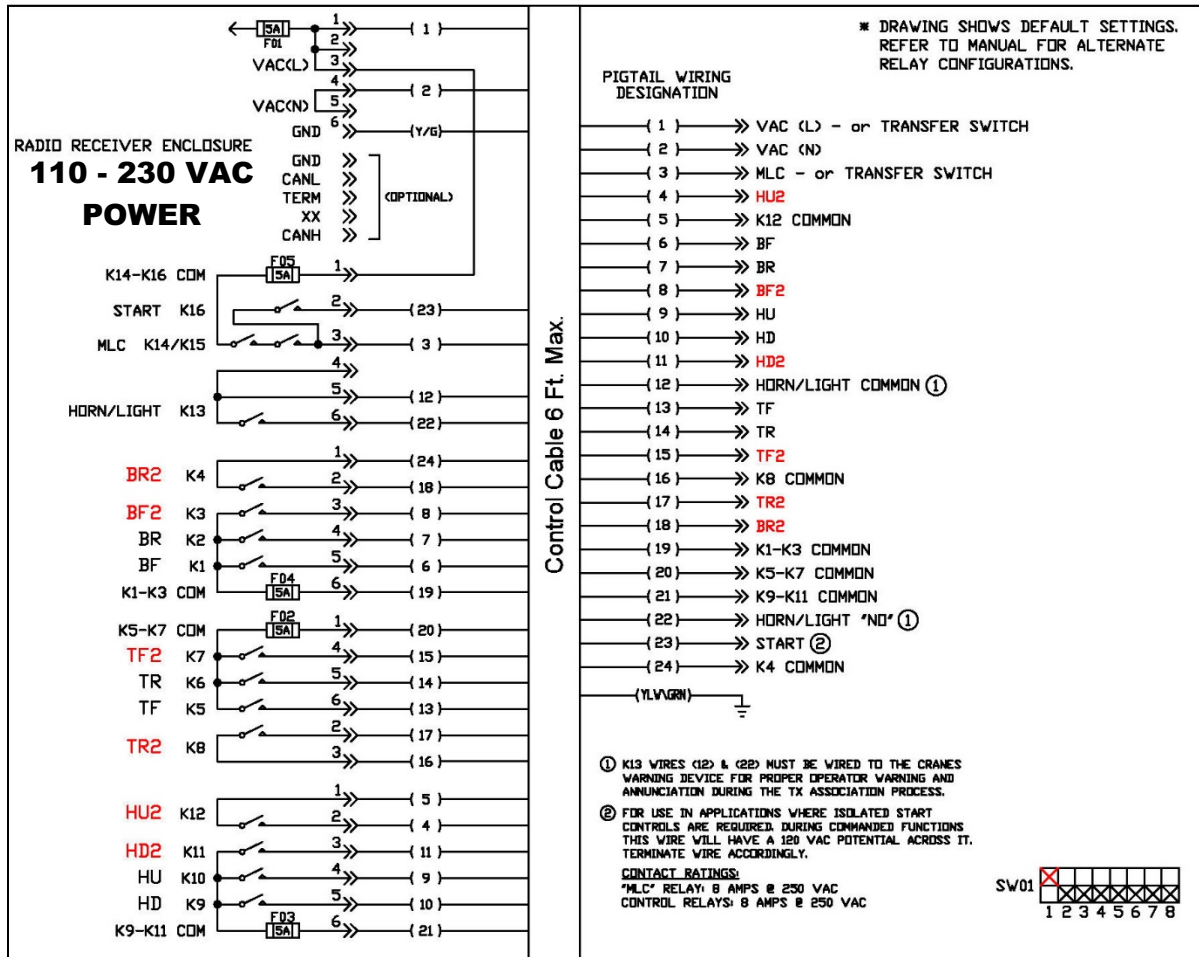 5A
F01
1
( 1 )
2
VAC(L) 3
4
( 2 )
VAC(N) 5
GND 6 (Y/G)
RADIO RECEIVER ENCLOSURE
110 - 230 VAC
POWER
GND
CANL
TERM
XX
CANH
(OPTIONAL)
F05
K14-K16 COM 5A 1
START K16 2 (23)
MLC K14/K15 3 ( 3 )
4
5 (12)
HORN/LIGHT K13 6 (22)
1 (24)
BR2 K4 2 (18)
BF2 K3 3 ( 8 )
BR K2 4 ( 7 )
BF K1 5 ( 6 )
F04
K1-K3 COM 5A 6 (19)
F02
K5-K7 COM 5A 1 (20)
TF2 K7 4 (15)
TR K6 5 (14)
TF K5 6 (13)
2 (17)
TR2 K8 3 (16)
1 ( 5 )
HU2 K12 2 ( 4 )
HD2 K11 3 (11)
HU K10 4 ( 9 )
HD K9 5 (10)
F03
K9-K11 COM 5A 6 (21)
Control Cable 6 Ft. Max.
* DRAWING SHOWS DEFAULT SETTINGS.
REFER TO MANUAL FOR ALTERNATE
RELAY CONFIGURATIONS.
PIGTAIL WIRING
DESIGNATION
( 1 ) VAC (L) - or TRANSFER SWITCH
( 2 ) VAC (N)
( 3 ) MLC - or TRANSFER SWITCH
( 4 ) HU2
( 5 ) K12 COMMON
( 6 ) BF
( 7 ) BR
( 8 ) BF2
( 9 ) HU
(10) HD
(11) HD2
(12) HORN/LIGHT COMMON ①
(13) TF
(14) TR
(15) TF2
(16) K8 COMMON
(17) TR2
(18) BR2
(19) K1-K3 COMMON
(20) K5-K7 COMMON
(21) K9-K11 COMMON
(22) HORN/LIGHT "NO" ①
(23) START ②
(24) K4 COMMON
(YLW\GRN)
① K13 WIRES (12) & (22) MUST BE WIRED TO THE CRANES
WARNING DEVICE FOR PROPER OPERATOR WARNING AND
ANNUNCIATION DURING THE TX ASSOCIATION PROCESS.
② FOR USE IN APPLICATIONS WHERE ISOLATED START
CONTROLS ARE REQUIRED. DURING COMMANDED FUNCTIONS
THIS WIRE WILL HAVE A 120 VAC POTENTIAL ACROSS IT.
TERMINATE WIRE ACCORDINGLY.
CONTACT RATINGS:
"MLC" RELAY: 8 AMPS @ 250 VAC
CONTROL RELAYS: 8 AMPS @ 250 VAC
SW01
1 2 3 4 5 6 7 8